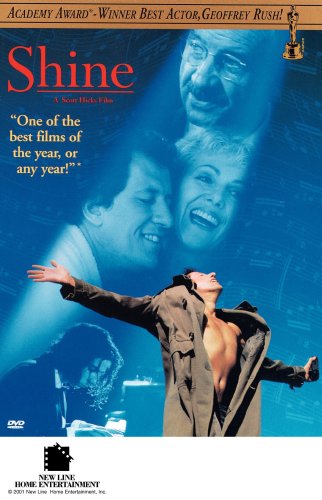 ACADEMY AWARD®-WINNER BEST ACTOR, GEOFFREY RUSH!
Shine
A Scott Hicks Film
“One of the
best films of
the year, or
any year!”*
DVD
NEW LINE
HOME ENTERTAINMENT
© 2001 New Line Home Entertainment, Inc.